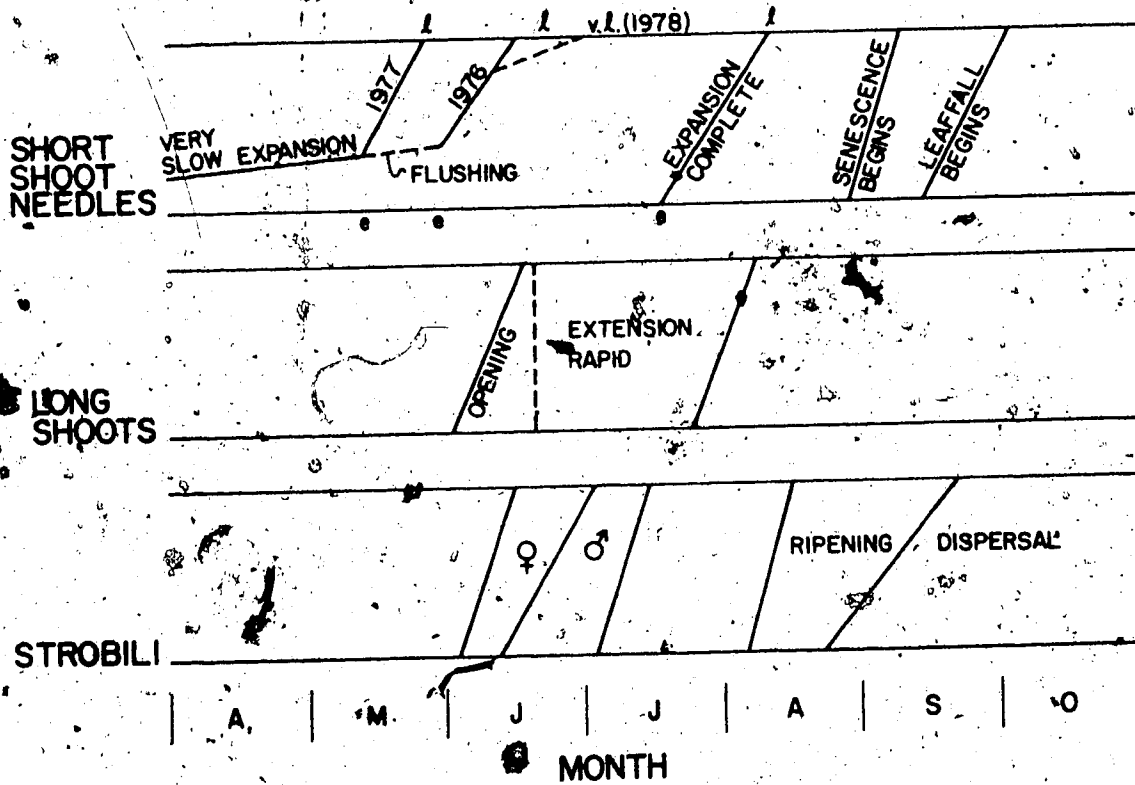 l l v.l. (1978) l
1977
1976
EXPANSION
COMPLETE
SENESCENCE
BEGINS
LEAFFALL
BEGINS
VERY
SLOW EXPANSION
FLUSHING
SHORT
SHOOT
NEEDLES
e e e
OPENING
EXTENSION
RAPID
LONG
SHOOTS
♀ ♂ RIPENING DISPERSAL
STROBILI
A M J J A S O
MONTH